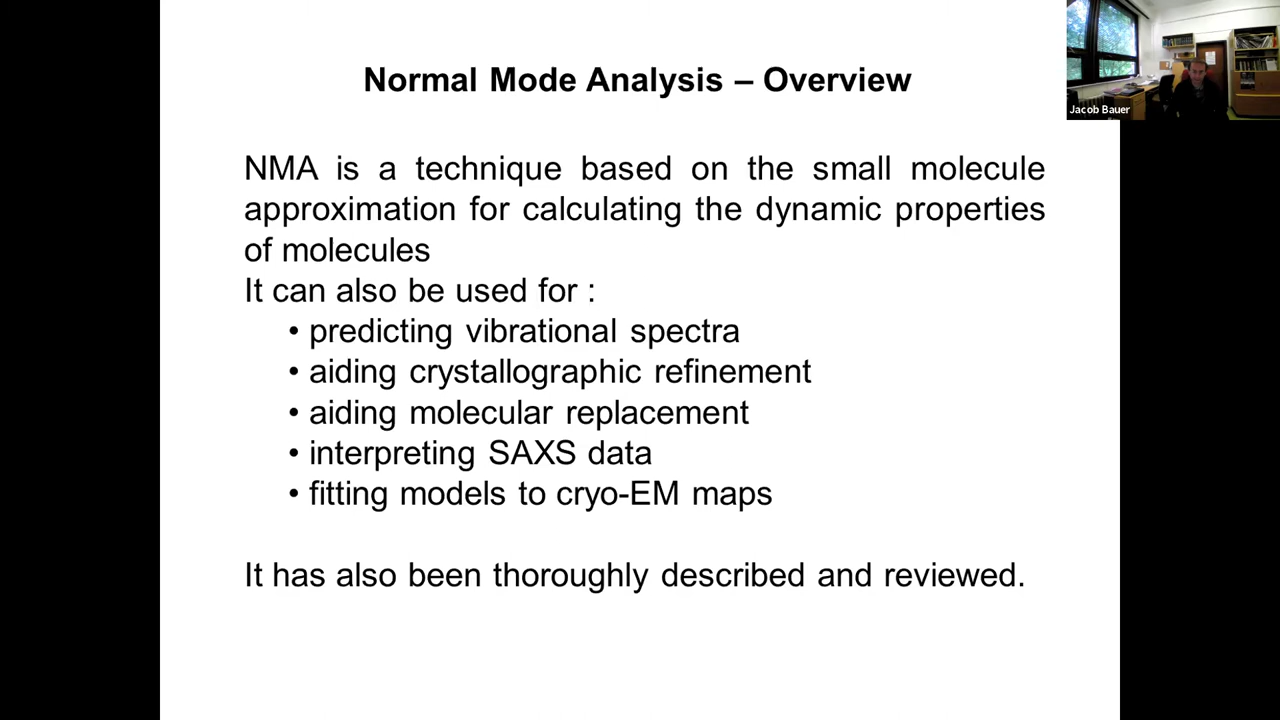 Normal Mode Analysis – Overview
Jacob Bauer
NMA is a technique based on the small molecule
approximation for calculating the dynamic properties
of molecules
It can also be used for :
• predicting vibrational spectra
• aiding crystallographic refinement
• aiding molecular replacement
• interpreting SAXS data
• fitting models to cryo-EM maps
It has also been thoroughly described and reviewed.